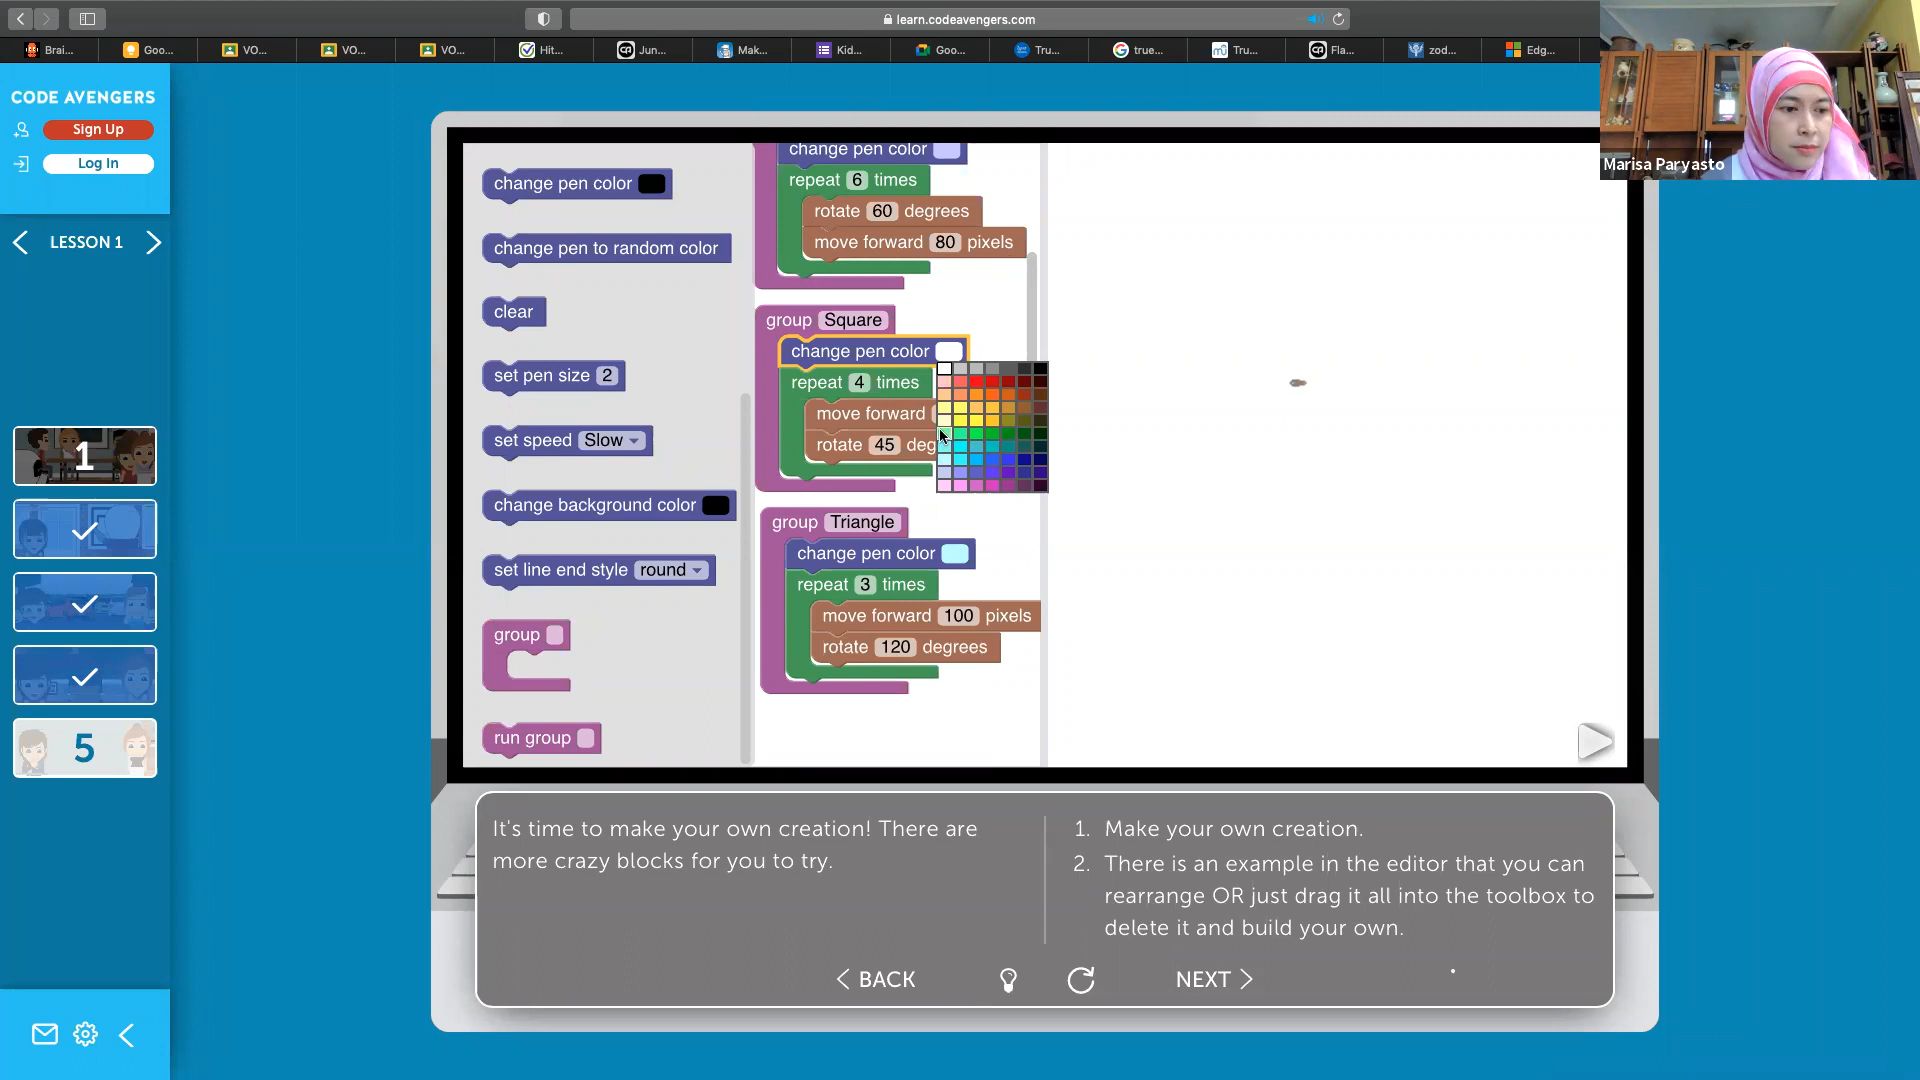 learn.codeavengers.com
Brai...
Goo...
VO...
VO...
VO...
Hit...
Jun...
Mak...
Kid...
Goo...
Tru...
true...
Tru...
Fla...
zod...
Edg...
Marisa Paryasto
CODE AVENGERS
Sign Up
Log In
LESSON 1
1
5
change pen color
change pen to random color
clear
set pen size 2
set speed Slow
change background color
set line end style round
group
run group
change pen color
repeat 6 times
rotate 60 degrees
move forward 80 pixels
group Square
change pen color
repeat 4 times
move forward
rotate 45 deg
group Triangle
change pen color
repeat 3 times
move forward 100 pixels
rotate 120 degrees
It's time to make your own creation! There are
more crazy blocks for you to try.
1. Make your own creation.
2. There is an example in the editor that you can
rearrange OR just drag it all into the toolbox to
delete it and build your own.
BACK
NEXT